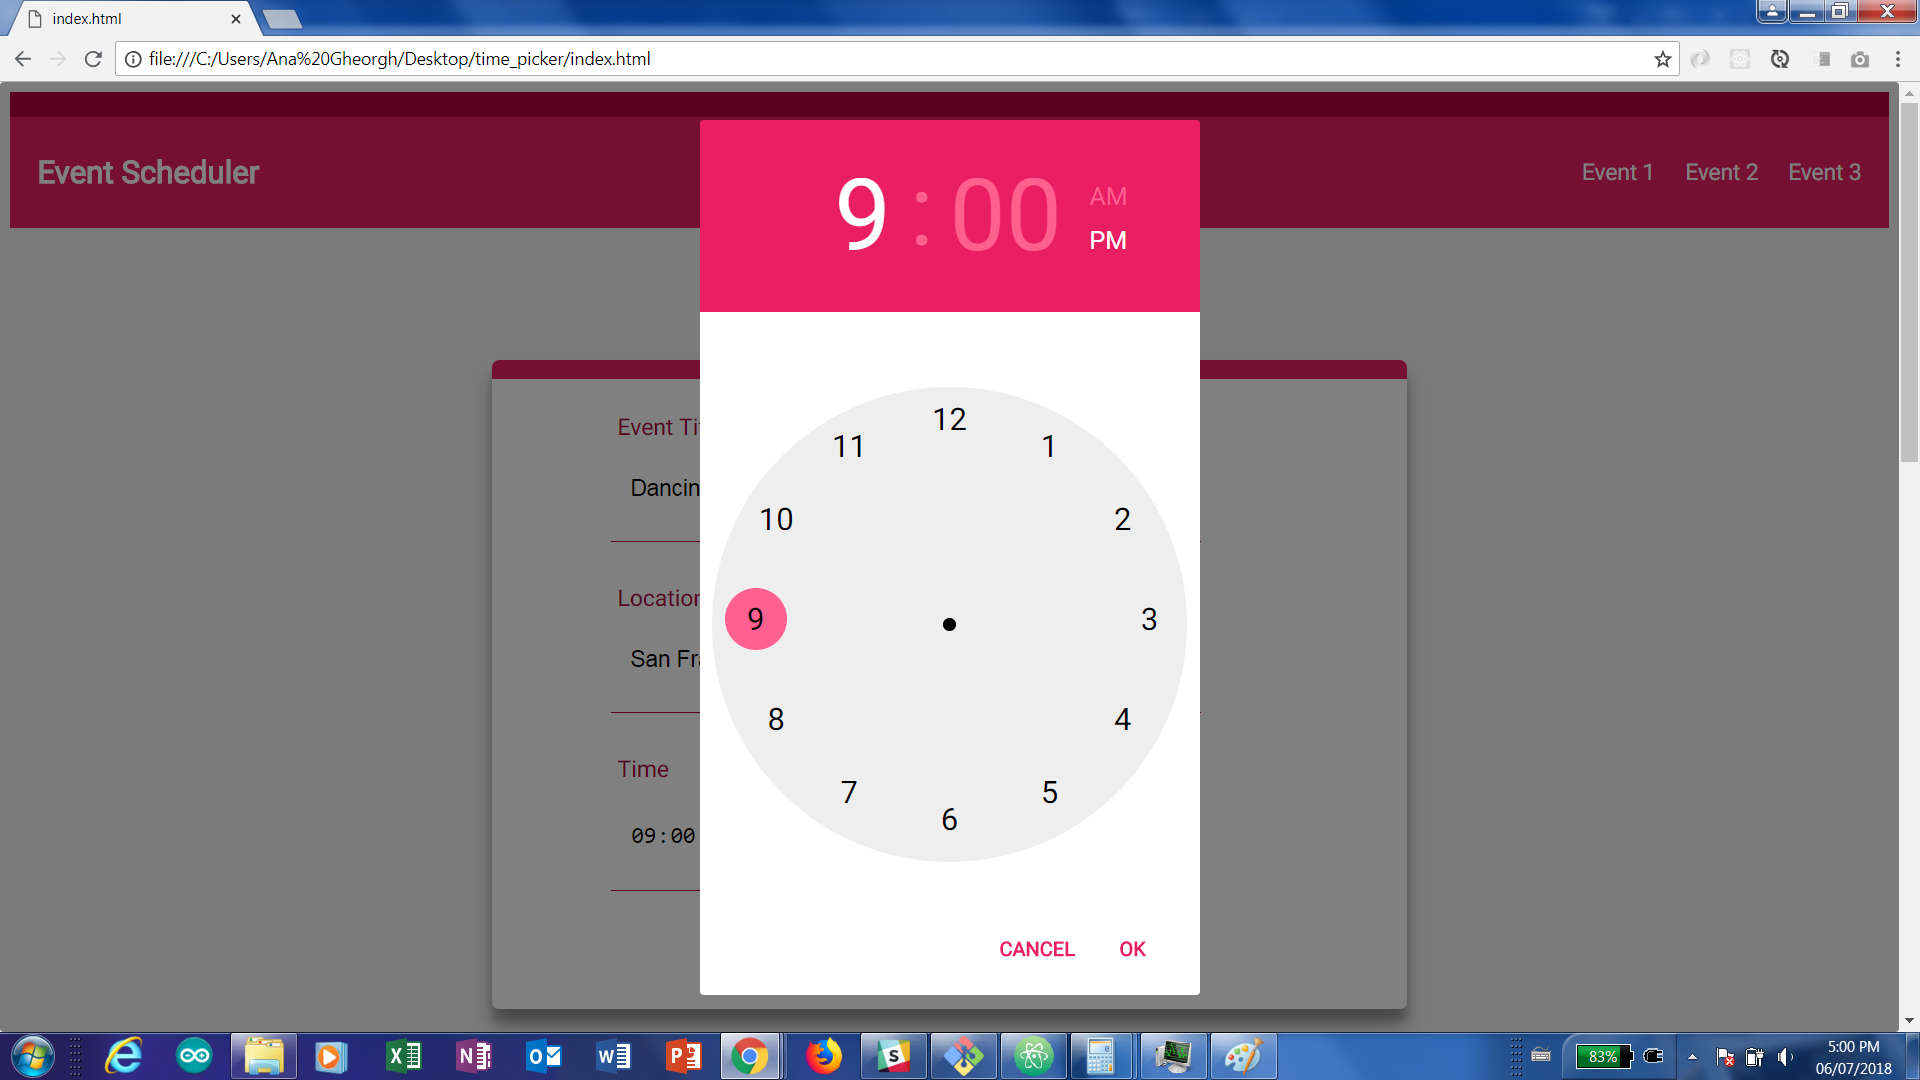 index.html
file:///C:/Users/Ana%20Gheorgh/Desktop/time_picker/index.html
Event Scheduler
Event 1 Event 2 Event 3
9 : 00
AM
PM
Event Ti
Dancin
Location
San Fra
Time
09:00
12
11 1
10 2
9 3
8 4
7 5
6
CANCEL OK
83%
5:00 PM
06/07/2018